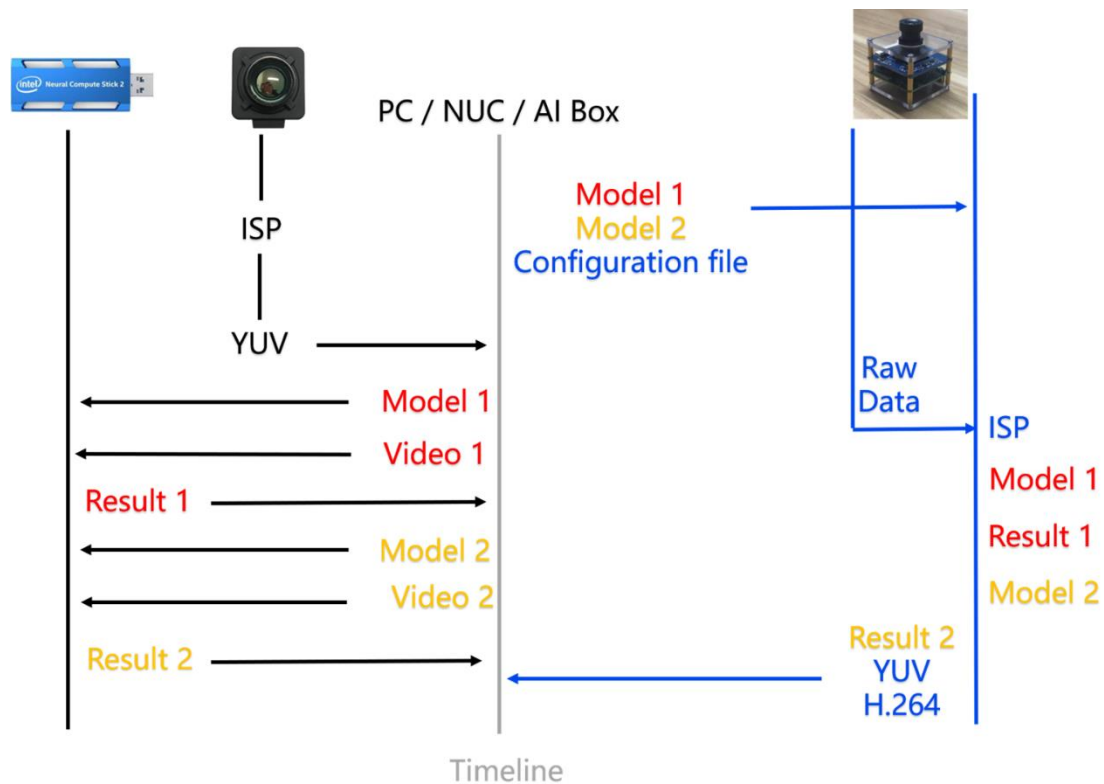 intel Neural Compute Stick 2
PC / NUC / AI Box
Model 1
Model 2
Configuration file
ISP
YUV
Model 1
Video 1
Result 1
Model 2
Video 2
Result 2
Raw
Data
ISP
Model 1
Result 1
Model 2
Result 2
YUV
H.264
Timeline